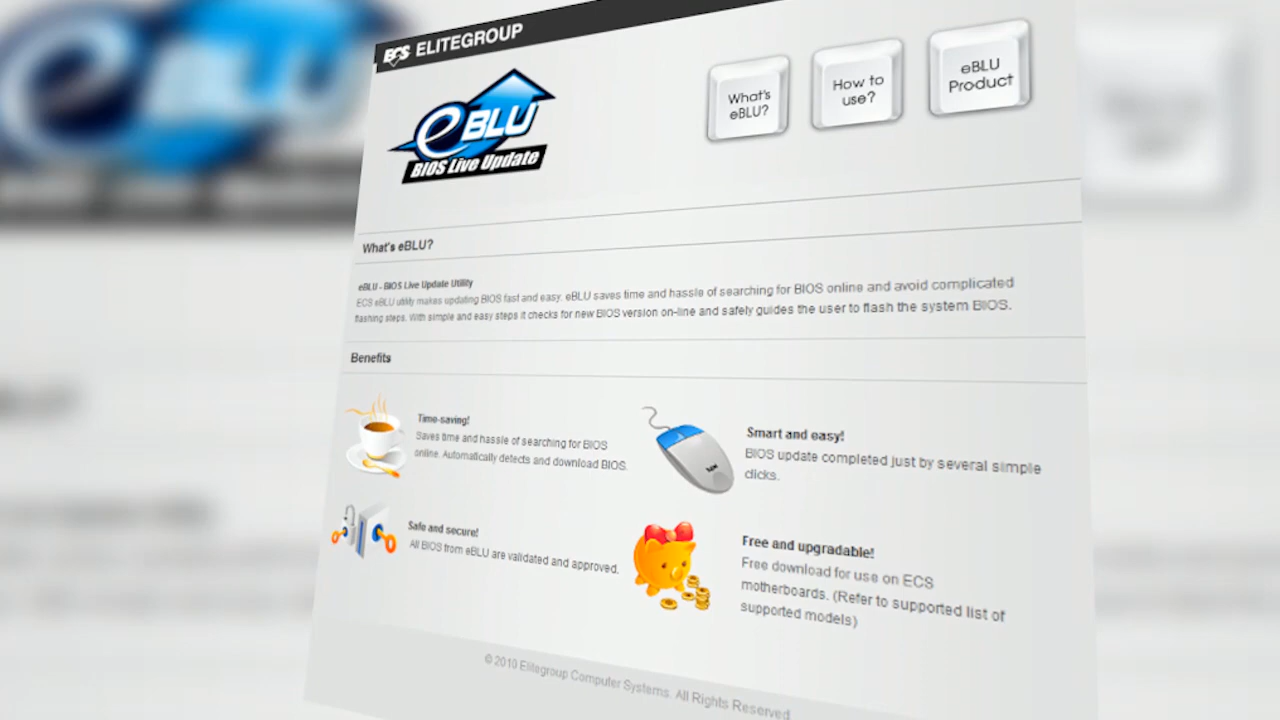 ECS ELITEGROUP
eBLU
BIOS Live Update
What's
eBLU?
How to
use?
eBLU
Product
What's eBLU?
eBLU - BIOS Live Update Utility
ECS eBLU utility makes updating BIOS fast and easy. eBLU saves time and hassle of searching for BIOS online and avoid complicated
flashing steps. With simple and easy steps it checks for new BIOS version on-line and safely guides the user to flash the system BIOS.
Benefits
Time-saving!
Saves time and hassle of searching for BIOS
online. Automatically detects and download BIOS.
Smart and easy!
BIOS update completed just by several simple
clicks.
Safe and secure!
All BIOS from eBLU are validated and approved.
Free and upgradable!
Free download for use on ECS
motherboards. (Refer to supported list of
supported models)
© 2010 Elitegroup Computer Systems. All Rights Reserved.